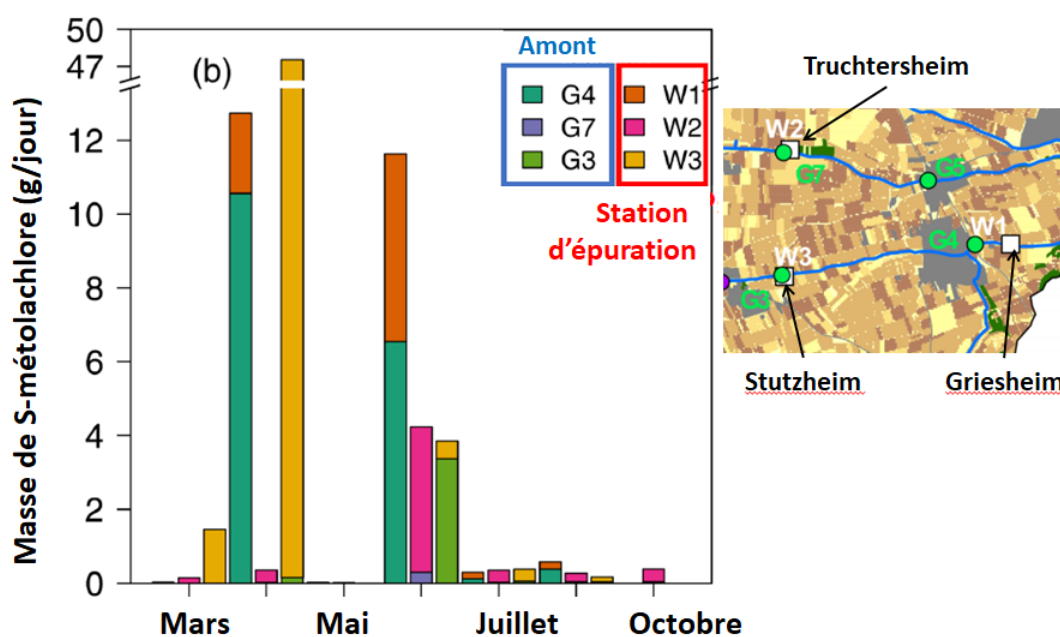 Masse de S-métolachlore (g/jour)
50
47
12
10
8
6
4
2
0
(b)
Amont
G4
G7
G3
W1
W2
W3
Station
d'épuration
Mars
Mai
Juillet
Octobre
Truchtersheim
W2
G7
G5
W1
G4
W3
G3
Stutzheim
Griesheim